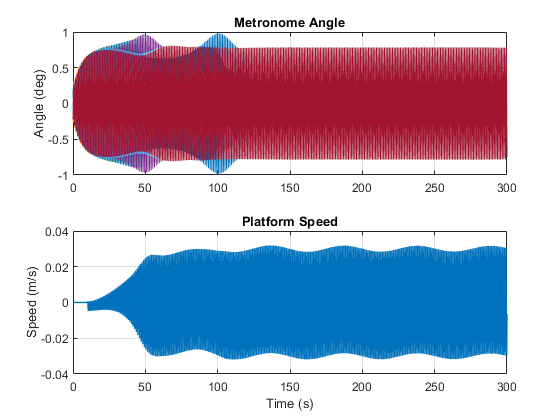 Metronome Angle
Angle (deg)
1
0.5
0
-0.5
-1
0 50 100 150 200 250 300
Platform Speed
Speed (m/s)
0.04
0.02
0
-0.02
-0.04
0 50 100 150 200 250 300
Time (s)